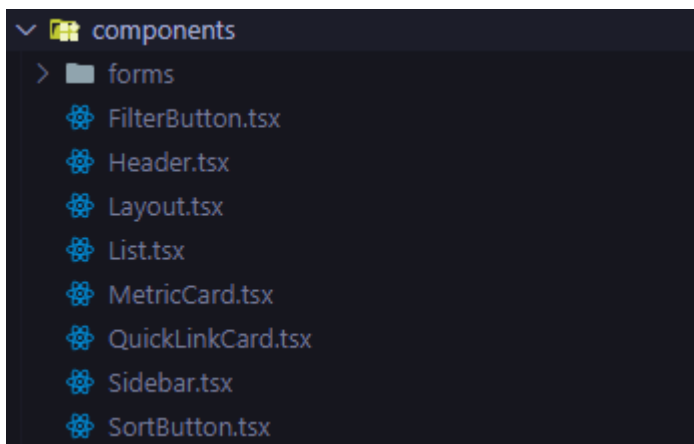 components
forms
FilterButton.tsx
Header.tsx
Layout.tsx
List.tsx
MetricCard.tsx
QuickLinkCard.tsx
Sidebar.tsx
SortButton.tsx